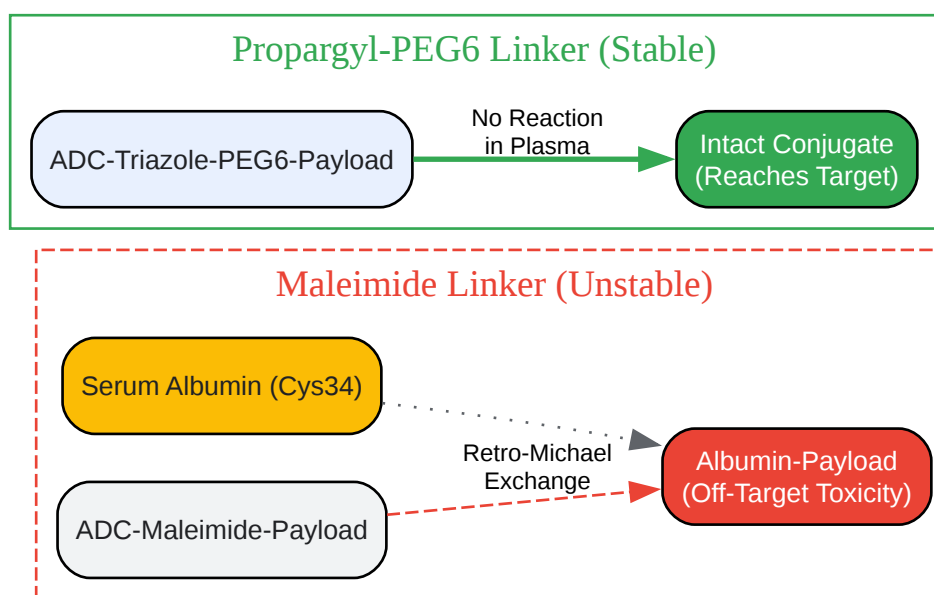 Propargyl-PEG6 Linker (Stable)
ADC-Triazole-PEG6-Payload
No Reaction
in Plasma
Intact Conjugate
(Reaches Target)
Maleimide Linker (Unstable)
Serum Albumin (Cys34)
ADC-Maleimide-Payload
Retro-Michael
Exchange
Albumin-Payload
(Off-Target Toxicity)